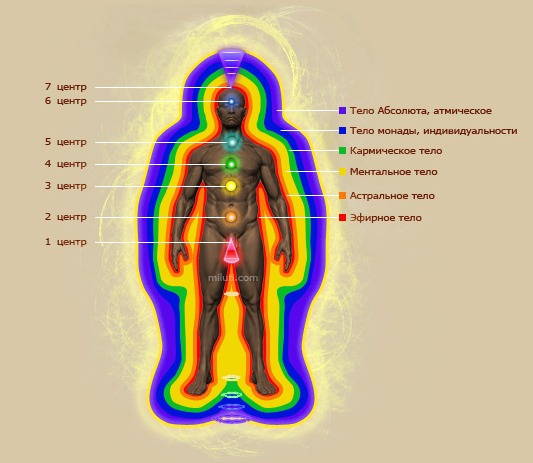 7 центр
6 центр
5 центр
4 центр
3 центр
2 центр
1 центр
Тело Абсолюта, атмическое
Тело монады, индивидуальности
Кармическое тело
Ментальное тело
Астральное тело
Эфирное тело
miluti.com